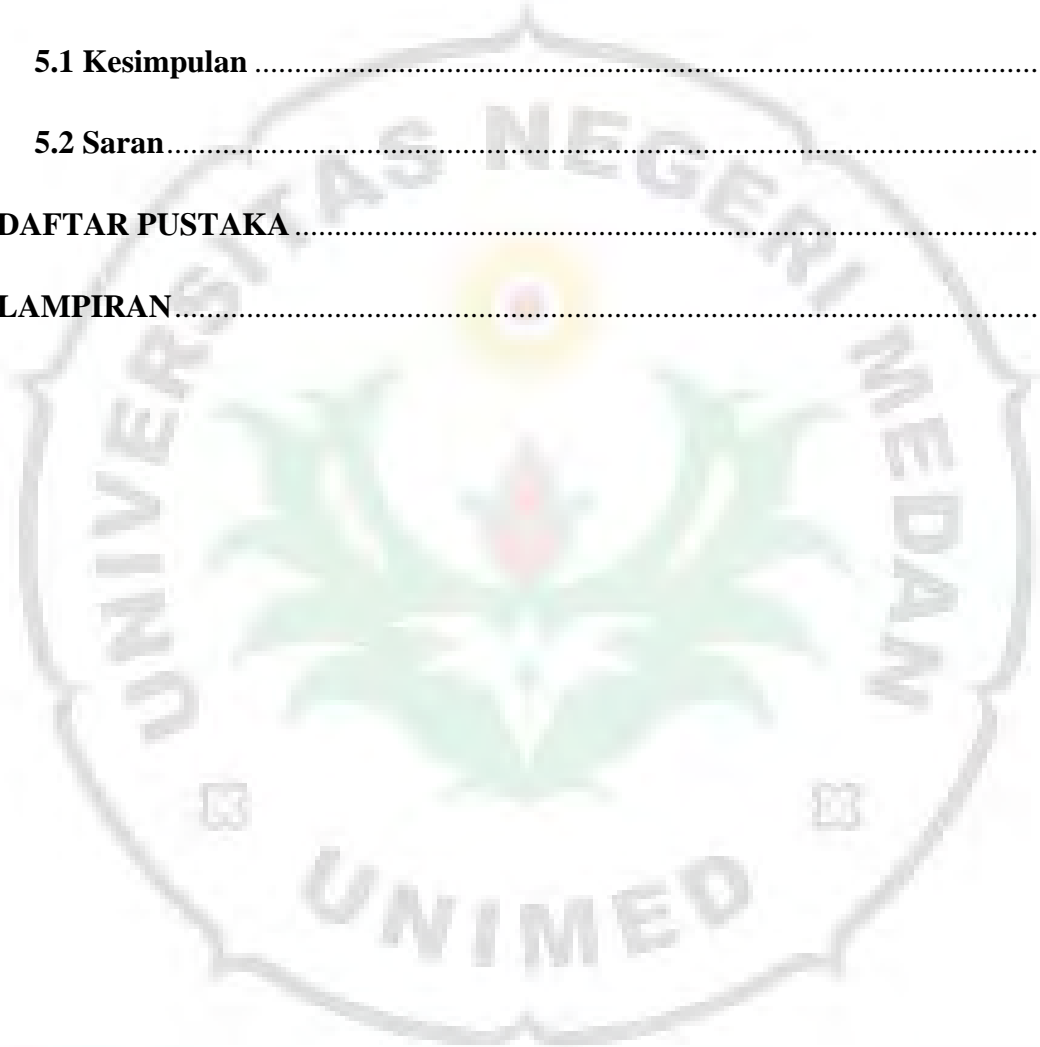 5.1 Kesimpulan ........................................................................................................
5.2 Saran........................................................................................................
DAFTAR PUSTAKA ........................................................................................................
LAMPIRAN........................................................................................................
UNIVERSITAS NEGERI MEDAN
UNIMED